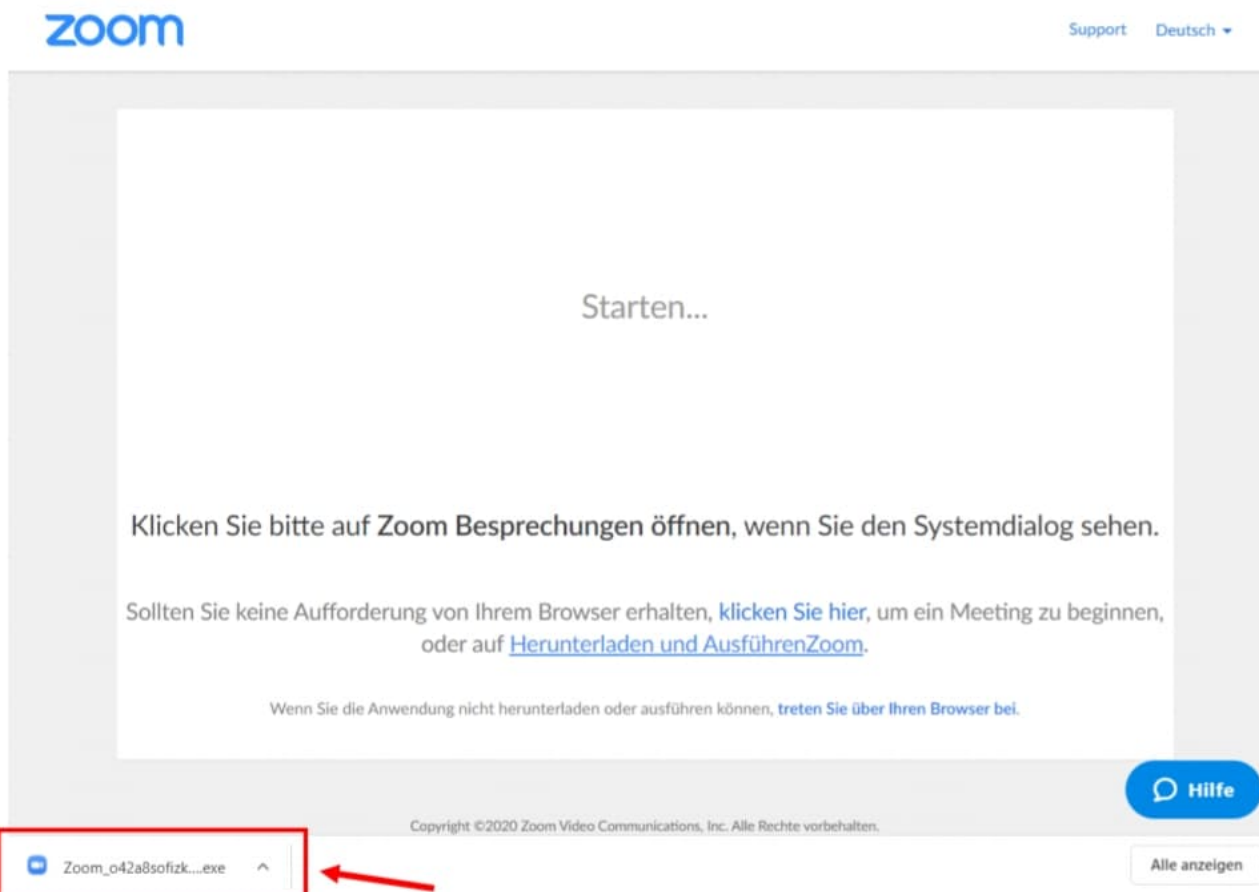 zoom
Support Deutsch
Starten...
Klicken Sie bitte auf Zoom Besprechungen öffnen, wenn Sie den Systemdialog sehen.
Sollten Sie keine Aufforderung von Ihrem Browser erhalten, klicken Sie hier, um ein Meeting zu beginnen,
oder auf Herunterladen und AusführenZoom.
Wenn Sie die Anwendung nicht herunterladen oder ausführen können, treten Sie über Ihren Browser bei.
Hilfe
Copyright ©2020 Zoom Video Communications, Inc. Alle Rechte vorbehalten.
Zoom_o42a8sofizk....exe
Alle anzeigen